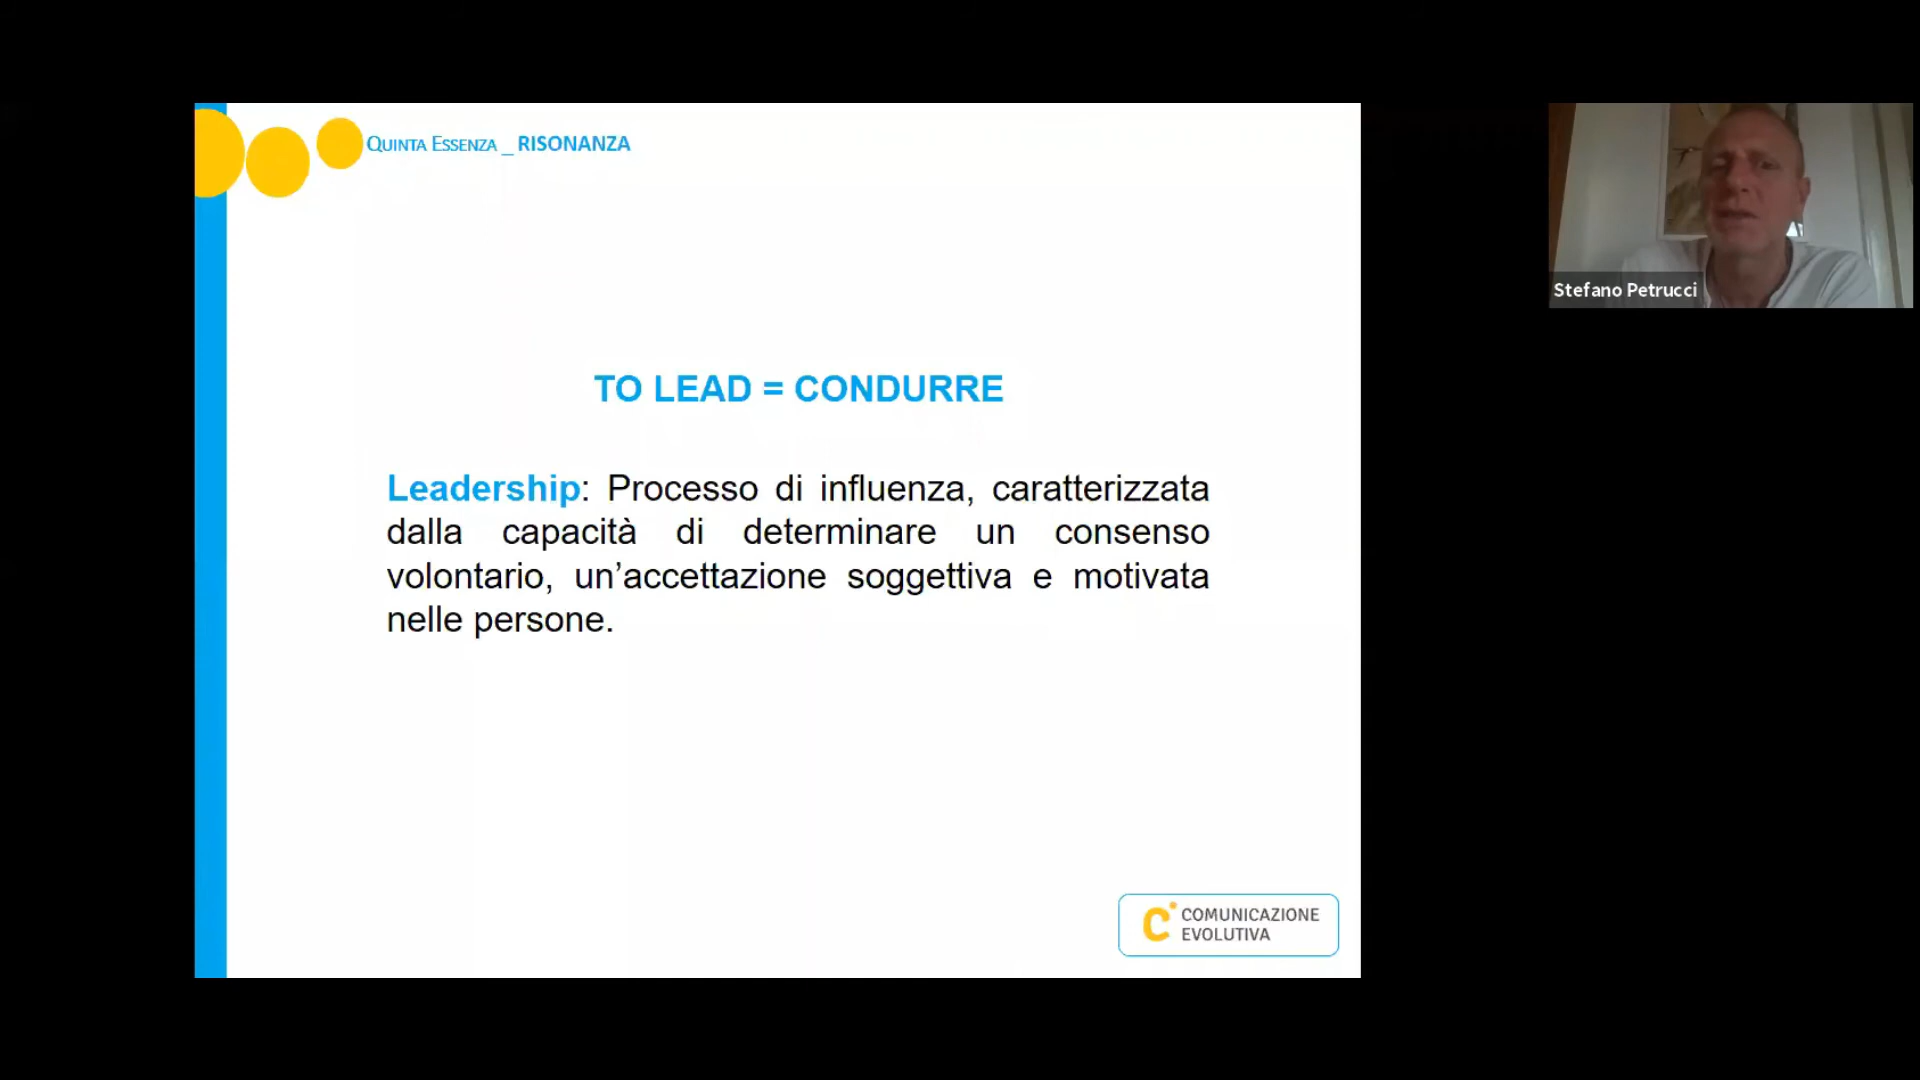 QUINTA ESSENZA _ RISONANZA
Stefano Petrucci
TO LEAD = CONDURRE
Leadership: Processo di influenza, caratterizzata
dalla capacità di determinare un consenso
volontario, un’accettazione soggettiva e motivata
nelle persone.
C COMUNICAZIONE
EVOLUTIVA